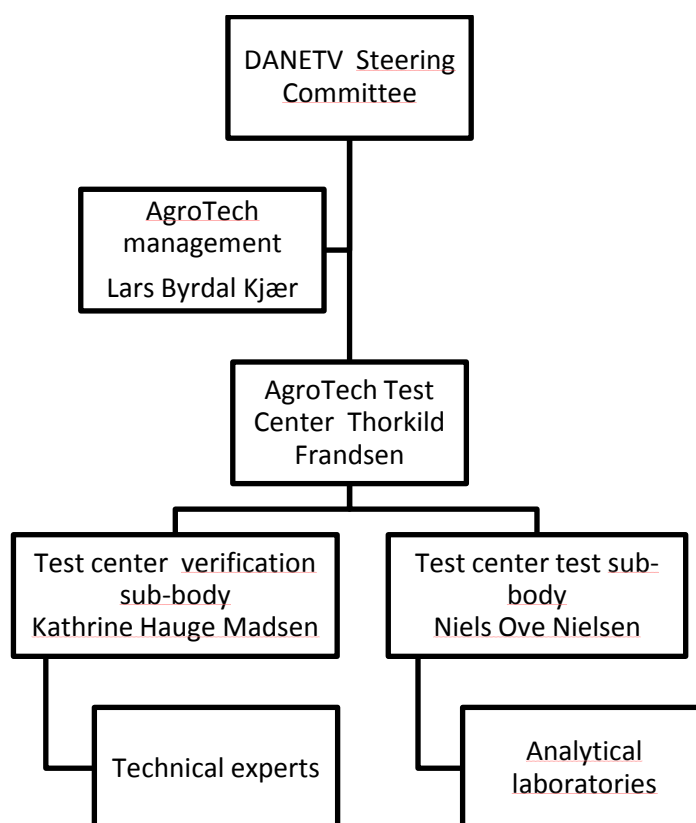 DANETV Steering
Committee
AgroTech
management
Lars Byrdal Kjær
AgroTech Test
Center Thorkild
Frandsen
Test center verification
sub-body
Kathrine Hauge Madsen
Test center test sub-
body
Niels Ove Nielsen
Technical experts
Analytical
laboratories